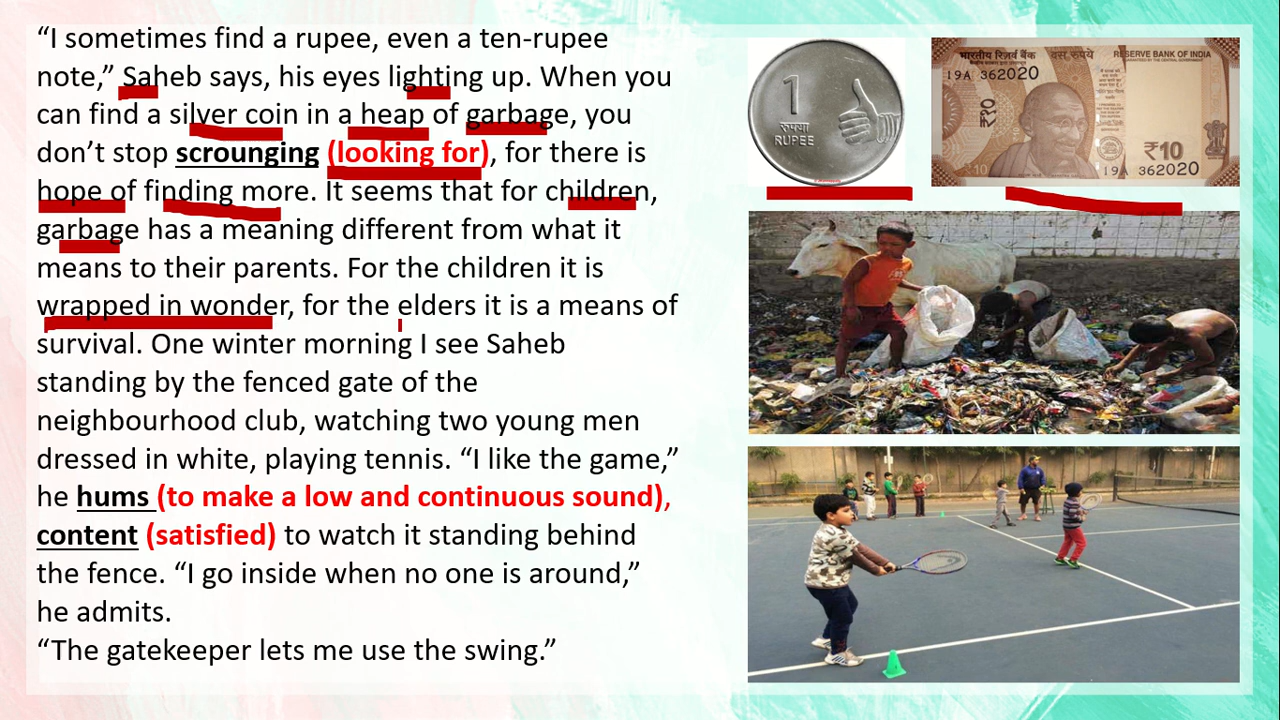 “I sometimes find a rupee, even a ten-rupee
note,” Saheb says, his eyes lighting up. When you
can find a silver coin in a heap of garbage, you
don’t stop scrounging (looking for), for there is
hope of finding more. It seems that for children,
garbage has a meaning different from what it
means to their parents. For the children it is
wrapped in wonder, for the elders it is a means of
survival. One winter morning I see Saheb
standing by the fenced gate of the
neighbourhood club, watching two young men
dressed in white, playing tennis. “I like the game,”
he hums (to make a low and continuous sound),
content (satisfied) to watch it standing behind
the fence. “I go inside when no one is around,”
he admits.
“The gatekeeper lets me use the swing.”
1
रुपया
RUPEE
भारतीय रिज़र्व बैंक दस रुपये RESERVE BANK OF INDIA
19A 362020
₹10
₹10
19A 362020